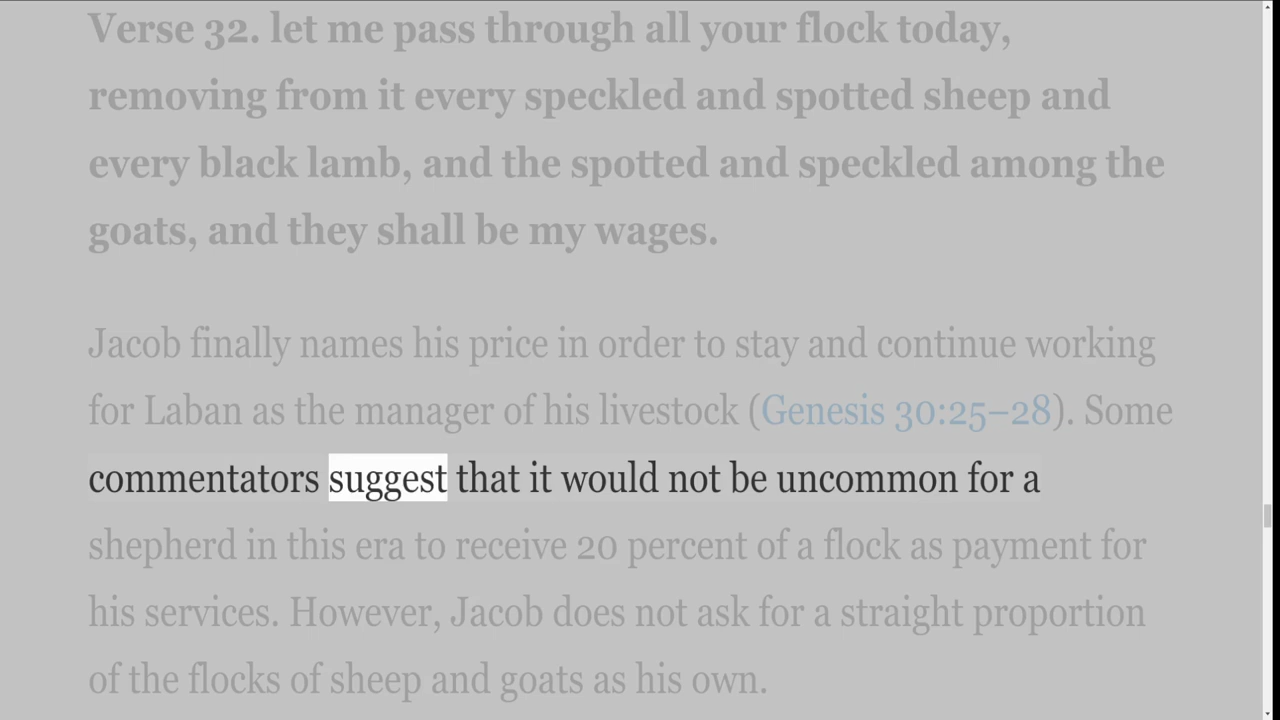 Verse 32. let me pass through all your flock today,
removing from it every speckled and spotted sheep and
every black lamb, and the spotted and speckled among the
goats, and they shall be my wages.
Jacob finally names his price in order to stay and continue working
for Laban as the manager of his livestock (Genesis 30:25–28). Some
commentators suggest that it would not be uncommon for a
shepherd in this era to receive 20 percent of a flock as payment for
his services. However, Jacob does not ask for a straight proportion
of the flocks of sheep and goats as his own.